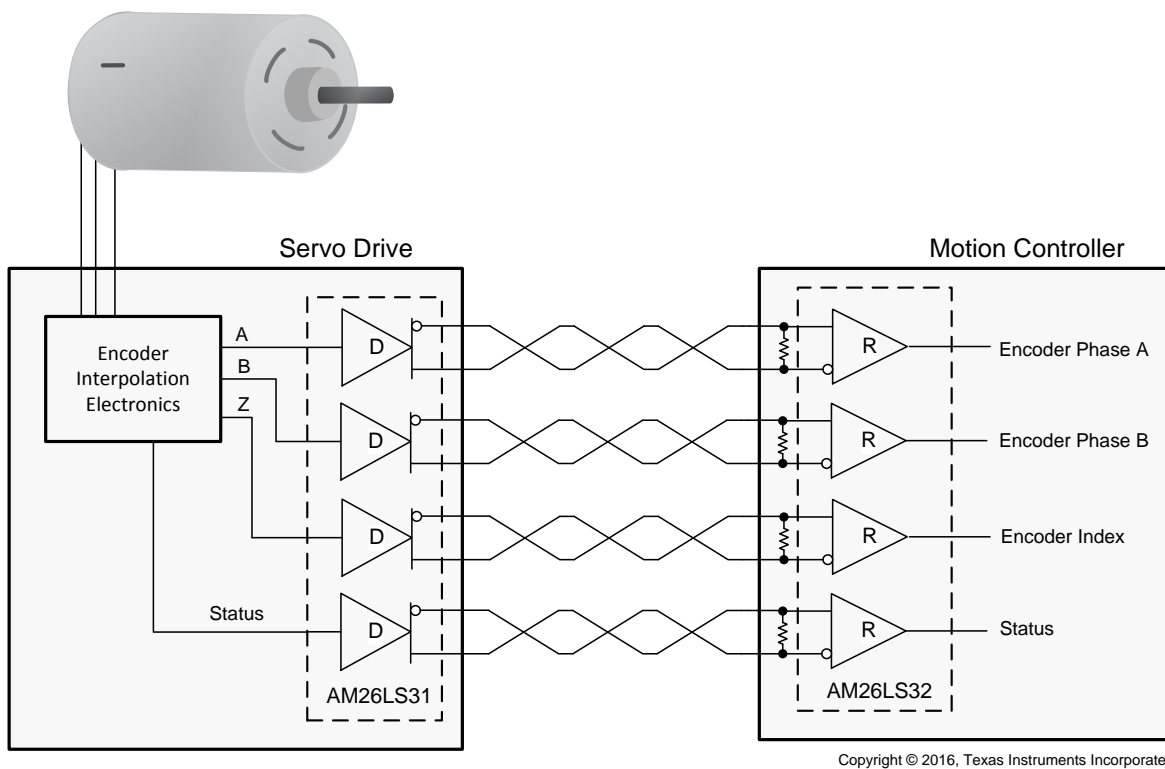 Servo Drive
Motion Controller
Encoder
Interpolation
Electronics
A
B
Z
Status
D
D
D
D
AM26LS31
R
R
R
R
AM26LS32
Encoder Phase A
Encoder Phase B
Encoder Index
Status
Copyright © 2016, Texas Instruments Incorporate